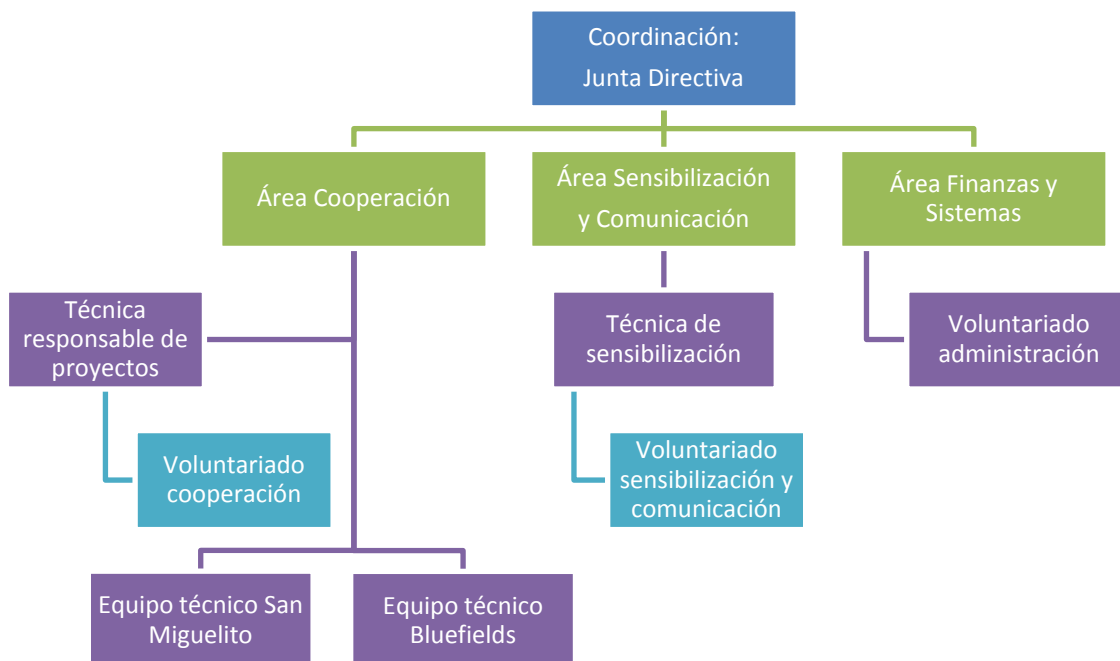 Coordinación:
Junta Directiva
Área Cooperación
Área Sensibilización
y Comunicación
Área Finanzas y
Sistemas
Técnica
responsable de
proyectos
Técnica de
sensibilización
Voluntariado
administración
Voluntariado
cooperación
Voluntariado
sensibilización y
comunicación
Equipo técnico San
Miguelito
Equipo técnico
Bluefields